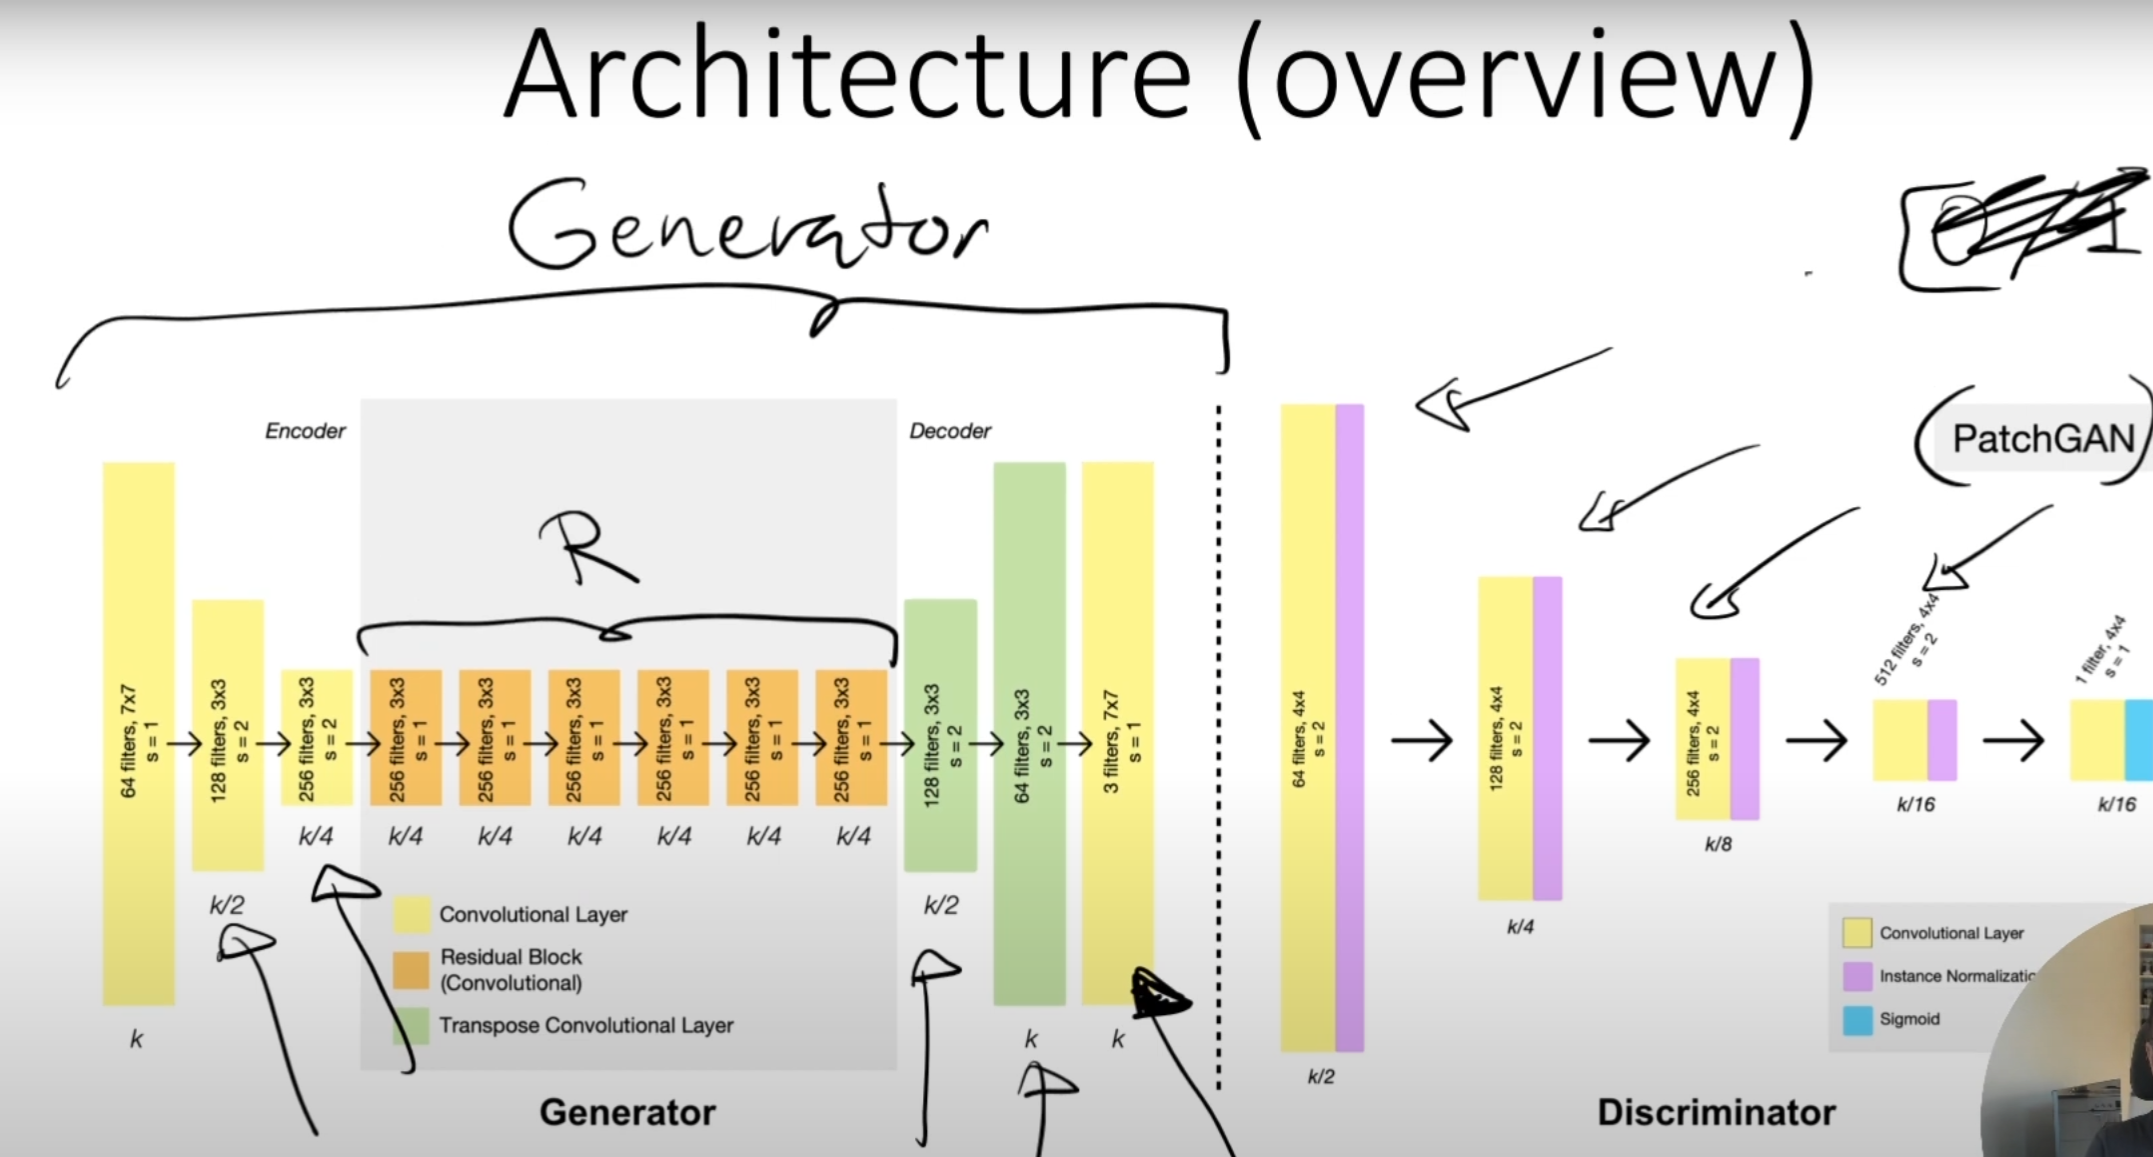 Architecture (overview)
Generator
PatchGAN
Encoder
Decoder
R
64 filters, 7x7
s = 1
128 filters, 3x3
s = 2
256 filters, 3x3
s = 2
256 filters, 3x3
s = 1
256 filters, 3x3
s = 1
256 filters, 3x3
s = 1
256 filters, 3x3
s = 1
256 filters, 3x3
s = 1
256 filters, 3x3
s = 1
128 filters, 3x3
s = 2
64 filters, 3x3
s = 2
3 filters, 7x7
s = 1
k
k/2
k/4
k/4
k/4
k/4
k/4
k/4
k/4
k/2
k
k
Convolutional Layer
Residual Block
(Convolutional)
Transpose Convolutional Layer
Generator
64 filters, 4x4
s = 2
128 filters, 4x4
s = 2
256 filters, 4x4
s = 2
512 filters, 4x4
s = 2
1 filter, 4x4
s = 1
k/2
k/4
k/8
k/16
k/16
Convolutional Layer
Instance
Sigmoid
Discriminator